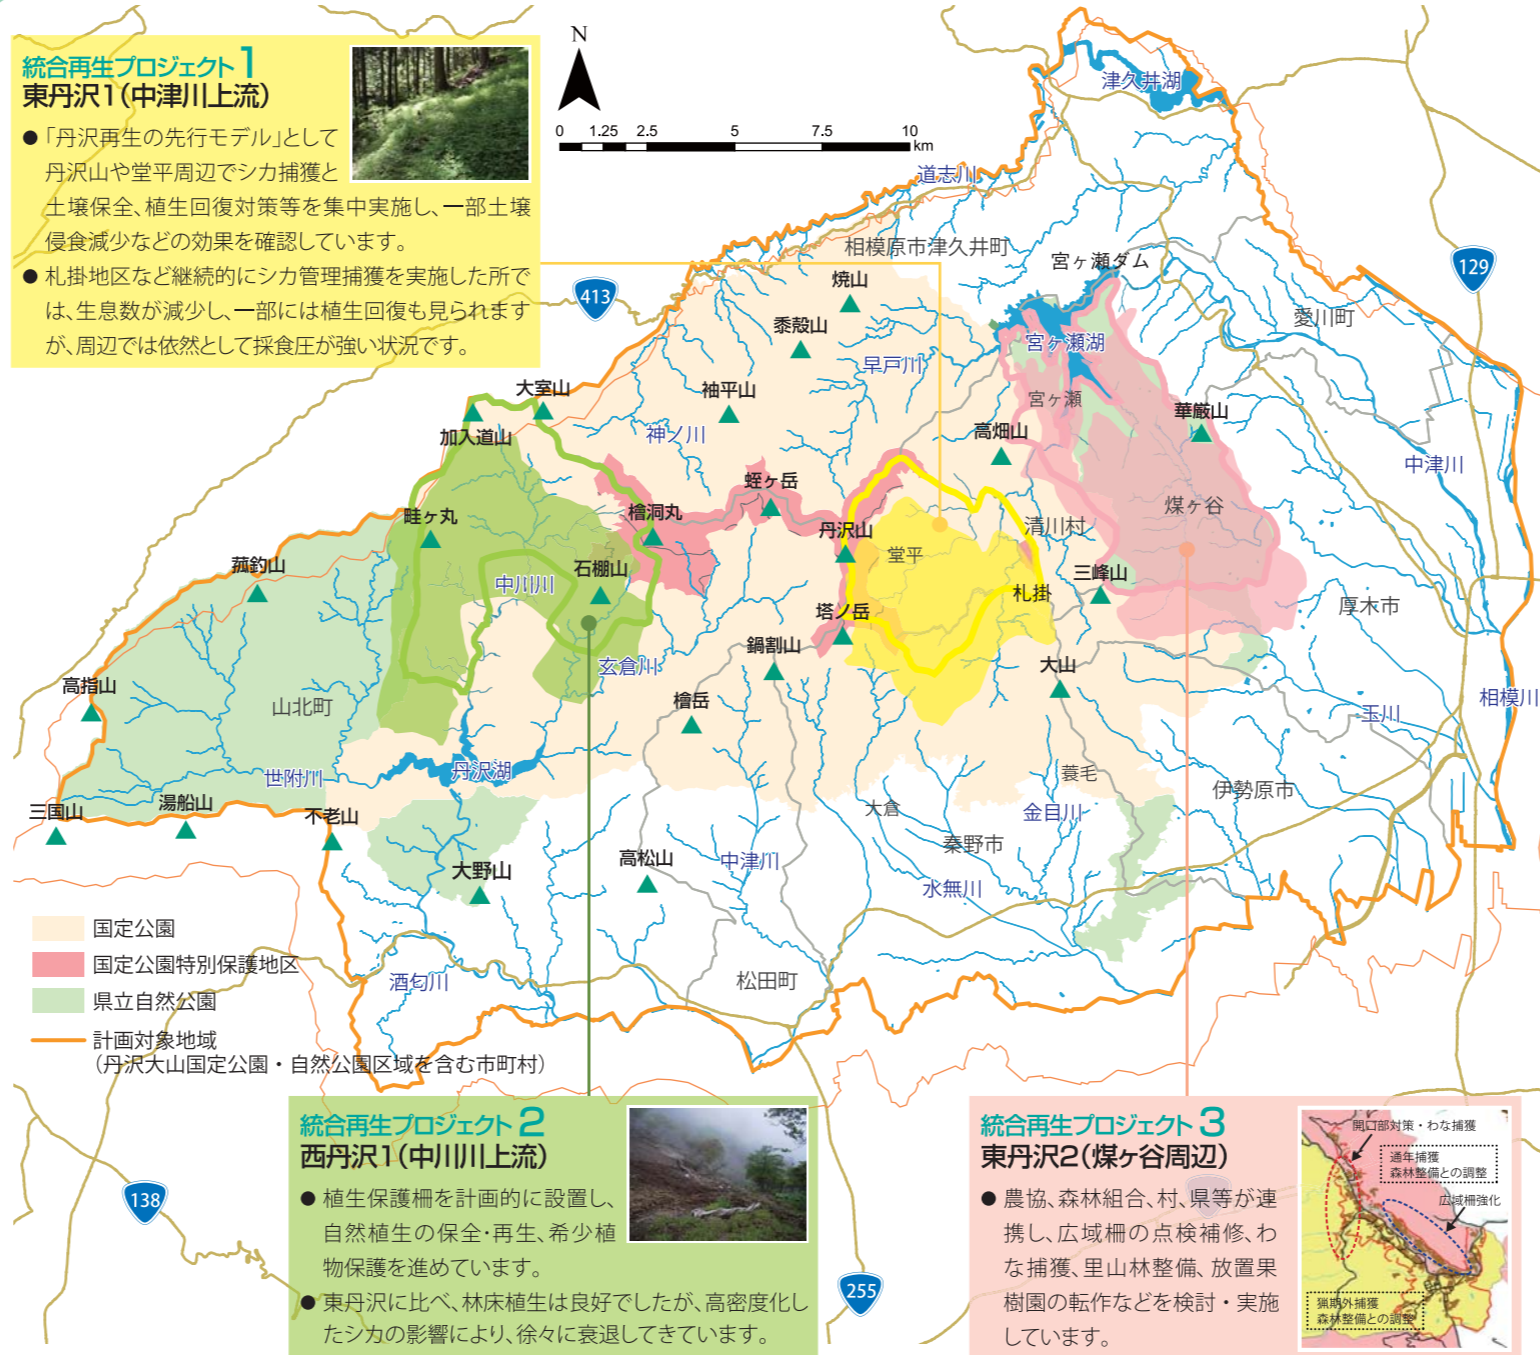 統合再生プロジェクト 1
東丹沢1(中津川上流)
●「丹沢再生の先行モデル」として
丹沢山や堂平周辺でシカ捕獲と
土壌保全、植生回復対策等を集中実施し、一部土壌
侵食減少などの効果を確認しています。
● 札掛地区など継続的にシカ管理捕獲を実施した所で
は、生息数が減少し、一部には植生回復も見られます
が、周辺では依然として採食圧が強い状況です。
N
0 1.25 2.5 5 7.5 10
km
津久井湖
道志川
相模原市津久井町
宮ヶ瀬ダム
129
413
焼山
愛川町
黍殻山
宮ヶ瀬湖
早戸川
大室山
袖平山
宮ヶ瀬
華厳山
加入道山
神ノ川
高畑山
中津川
蛭ヶ岳
煤ヶ谷
畦ヶ丸
檜洞丸
丹沢山
清川村
堂平
菰釣山
中川川
石棚山
札掛
三峰山
厚木市
塔ノ岳
鍋割山
玄倉川
大山
高指山
檜岳
相模川
山北町
玉川
世附川
丹沢湖
蓑毛
伊勢原市
三国山
湯船山
不老山
大倉
金目川
秦野市
大野山
高松山
中津川
水無川
国定公園
国定公園特別保護地区
県立自然公園
計画対象地域
(丹沢大山国定公園・自然公園区域を含む市町村)
酒匂川
松田町
138
255
統合再生プロジェクト 2
西丹沢1(中川川上流)
● 植生保護柵を計画的に設置し、
自然植生の保全・再生、希少植
物保護を進めています。
● 東丹沢に比べ、林床植生は良好でしたが、高密度化し
たシカの影響により、徐々に衰退してきています。
統合再生プロジェクト 3
東丹沢2(煤ヶ谷周辺)
● 農協、森林組合、村、県等が連
携し、広域柵の点検補修、わ
な捕獲、里山林整備、放置果
樹園の転作などを検討・実施
しています。
開口部対策・わな捕獲
通年捕獲
森林整備との調整
広域柵強化
猟期外捕獲
森林整備との調整